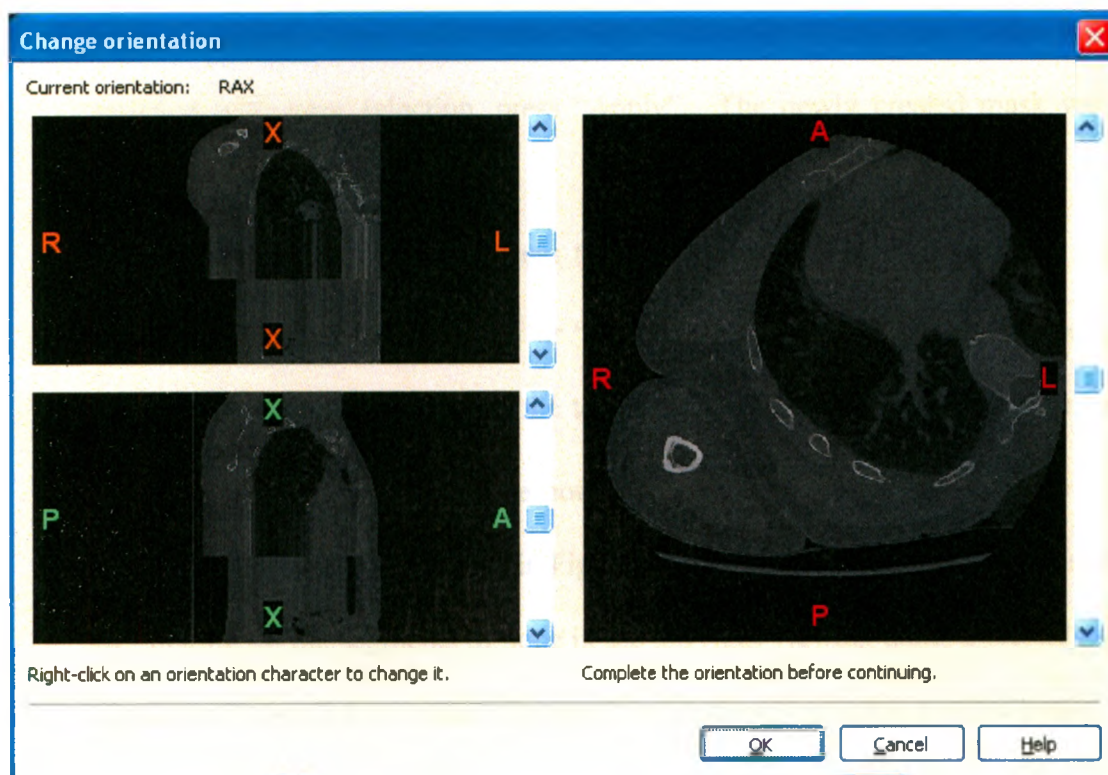 Change orientation
Current orientation: RAX
X
R L
X
X
P A
X
A
R L
P
Right-click on an orientation character to change it.
Complete the orientation before continuing.
OK Cancel Help